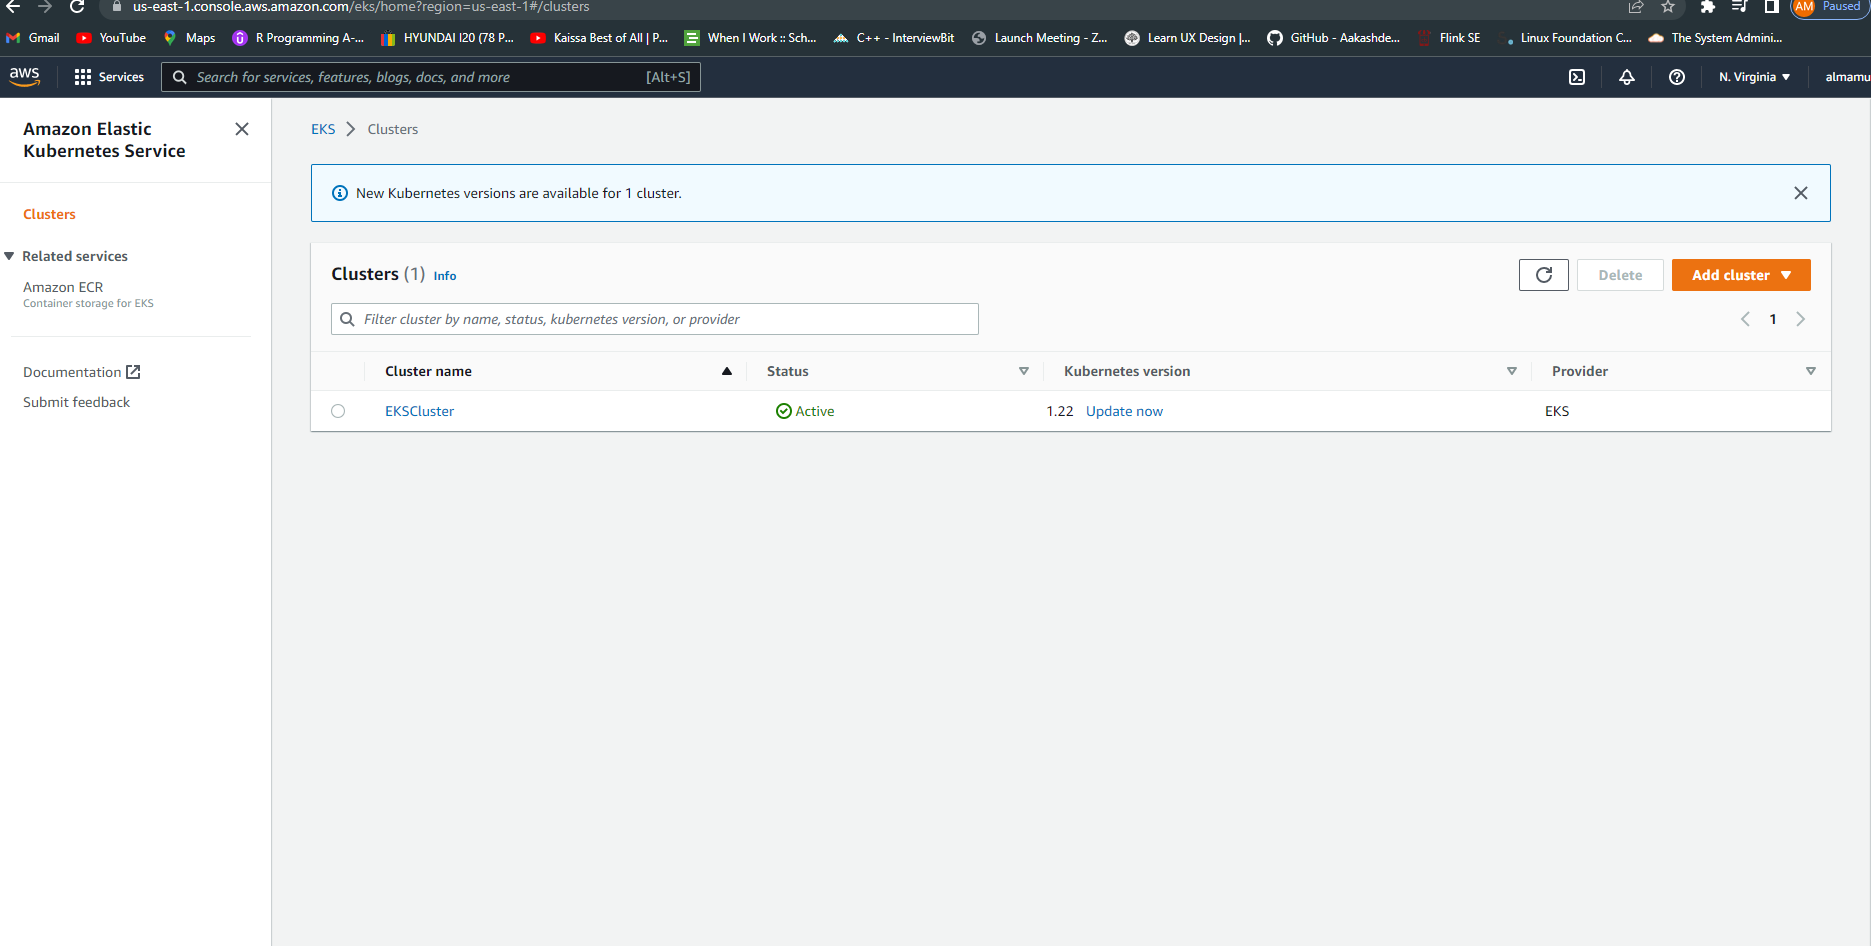 us-east-1.console.aws.amazon.com/eks/home?region=us-east-1#/clusters
AM Paused
Gmail YouTube Maps R Programming A-... HYUNDAI I20 (78 P... Kaissa Best of All | P... When I Work :: Sch... C++ - InterviewBit Launch Meeting - Z... Learn UX Design |... GitHub - Aakashde... Flink SE Linux Foundation C... The System Admini...
aws Services Search for services, features, blogs, docs, and more [Alt+S] N. Virginia almamu
Amazon Elastic
Kubernetes Service
Clusters
Related services
Amazon ECR
Container storage for EKS
Documentation
Submit feedback
EKS Clusters
New Kubernetes versions are available for 1 cluster.
Clusters (1) Info
Delete Add cluster
Filter cluster by name, status, kubernetes version, or provider
1
Cluster name Status Kubernetes version Provider
EKSCluster Active 1.22 Update now EKS